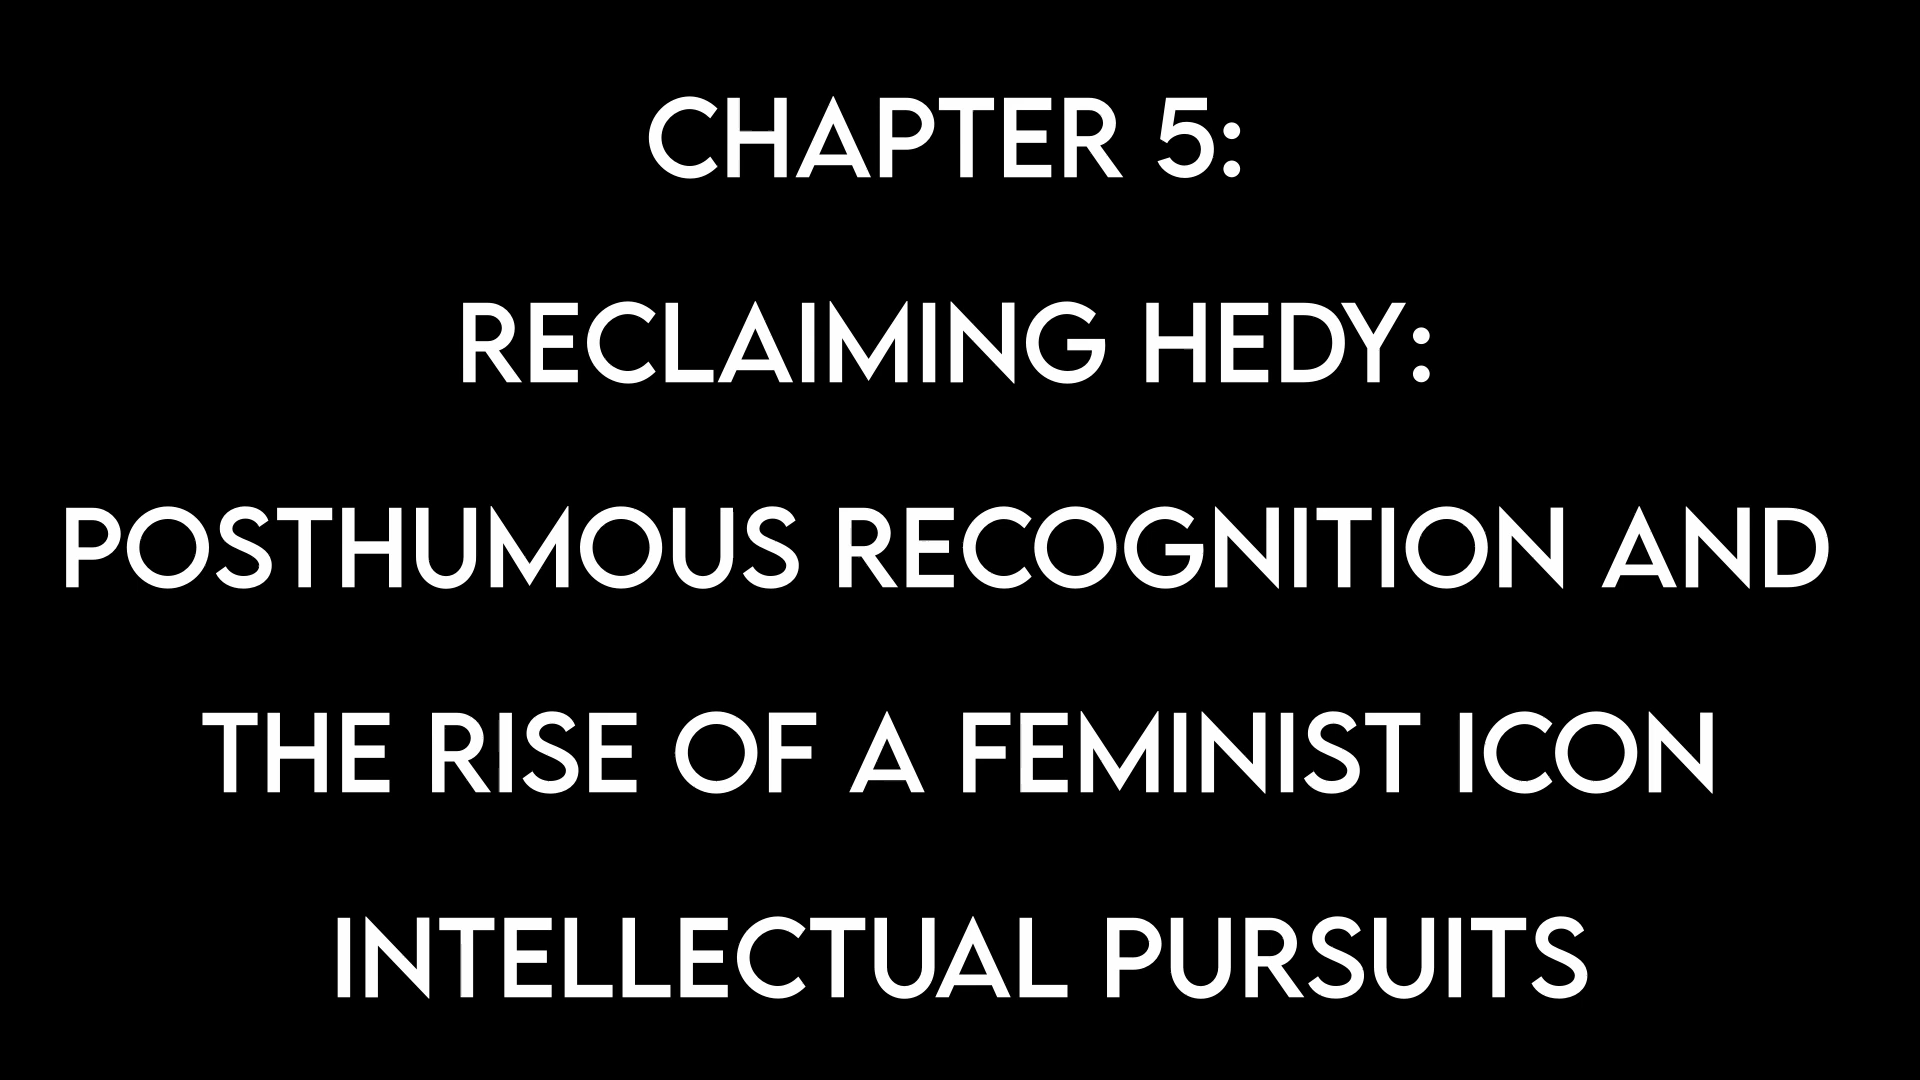 CHAPTER 5:
RECLAIMING HEDY:
POSTHUMOUS RECOGNITION AND
THE RISE OF A FEMINIST ICON
INTELLECTUAL PURSUITS